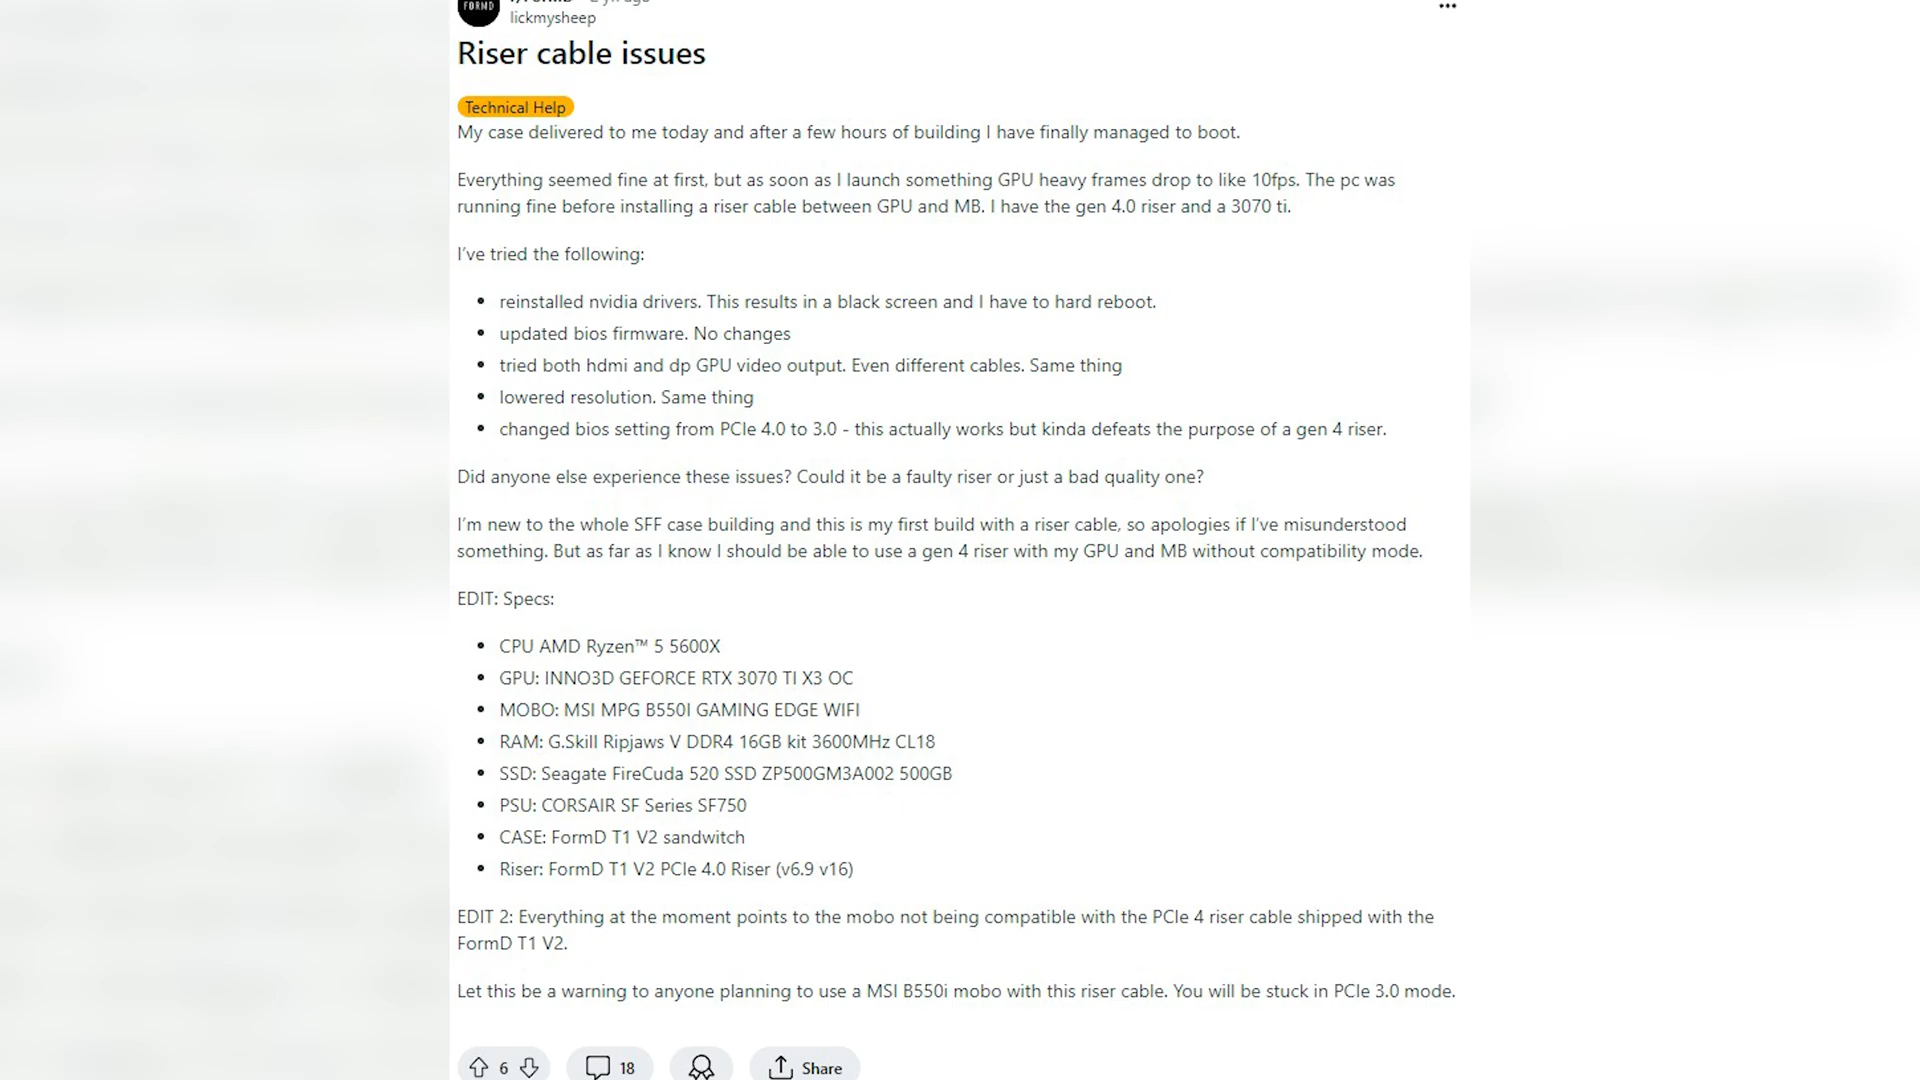 FORMD
lickmysheep
Riser cable issues
Technical Help
My case delivered to me today and after a few hours of building I have finally managed to boot.
Everything seemed fine at first, but as soon as I launch something GPU heavy frames drop to like 10fps. The pc was
running fine before installing a riser cable between GPU and MB. I have the gen 4.0 riser and a 3070 ti.
I've tried the following:
• reinstalled nvidia drivers. This results in a black screen and I have to hard reboot.
• updated bios firmware. No changes
• tried both hdmi and dp GPU video output. Even different cables. Same thing
• lowered resolution. Same thing
• changed bios setting from PCIe 4.0 to 3.0 - this actually works but kinda defeats the purpose of a gen 4 riser.
Did anyone else experience these issues? Could it be a faulty riser or just a bad quality one?
I'm new to the whole SFF case building and this is my first build with a riser cable, so apologies if I've misunderstood
something. But as far as I know I should be able to use a gen 4 riser with my GPU and MB without compatibility mode.
EDIT: Specs:
• CPU AMD Ryzen™ 5 5600X
• GPU: INNO3D GEFORCE RTX 3070 TI X3 OC
• MOBO: MSI MPG B550I GAMING EDGE WIFI
• RAM: G.Skill Ripjaws V DDR4 16GB kit 3600MHz CL18
• SSD: Seagate FireCuda 520 SSD ZP500GM3A002 500GB
• PSU: CORSAIR SF Series SF750
• CASE: FormD T1 V2 sandwitch
• Riser: FormD T1 V2 PCIe 4.0 Riser (v6.9 v16)
EDIT 2: Everything at the moment points to the mobo not being compatible with the PCIe 4 riser cable shipped with the
FormD T1 V2.
Let this be a warning to anyone planning to use a MSI B550i mobo with this riser cable. You will be stuck in PCIe 3.0 mode.
6 18 Share